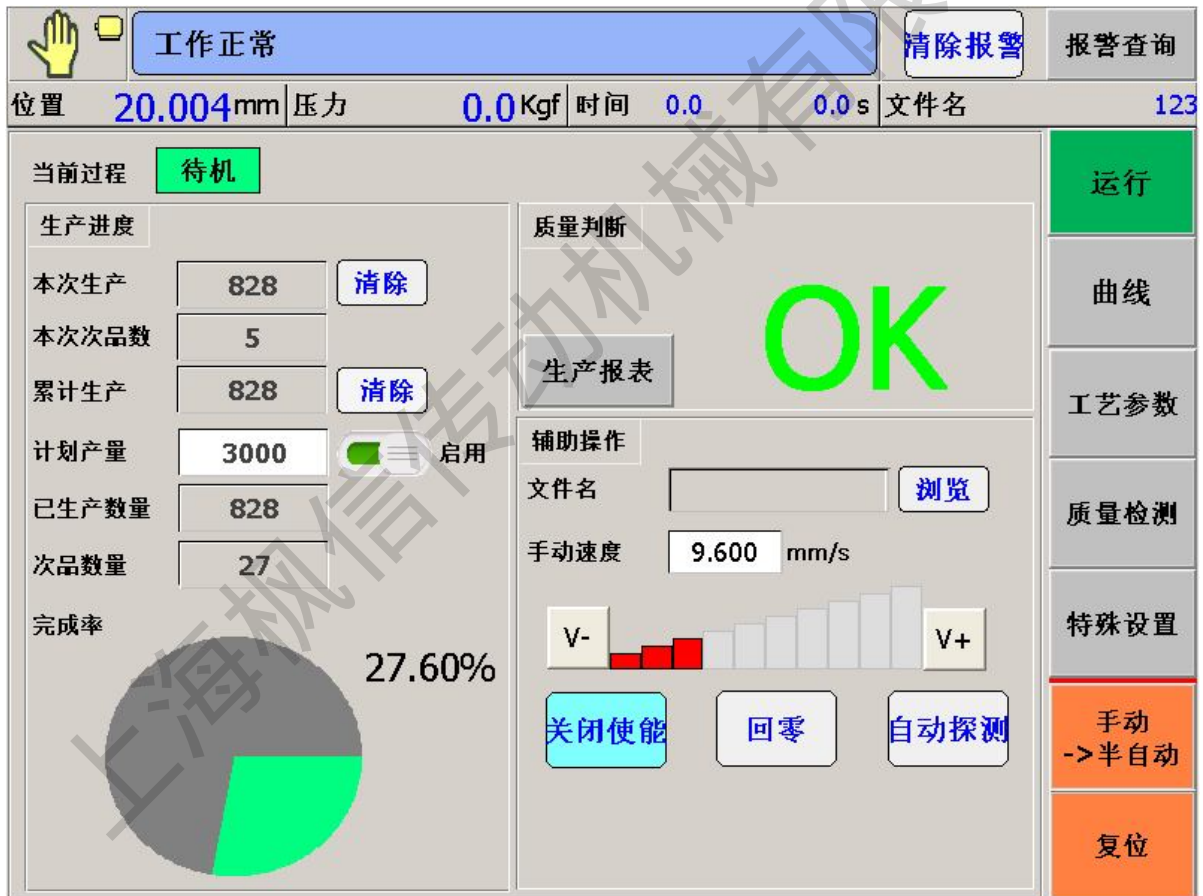 工作正常
清除报警
报警查询
位置 20.004mm 压力 0.0 Kgf 时间 0.0 0.0 s 文件名 123
当前过程 待机
生产进度
本次生产 828 清除
本次次品数 5
累计生产 828 清除
计划产量 3000 启用
已生产数量 828
次品数量 27
完成率
27.60%
质量判断
OK
生产报表
辅助操作
文件名 浏览
手动速度 9.600 mm/s
V- V+
关闭使能 回零 自动探测
运行
曲线
工艺参数
质量检测
特殊设置
手动
->半自动
复位
上海枫信传动机械有限